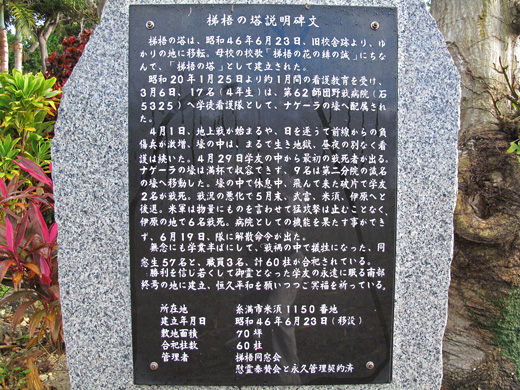 梯梧の塔説明碑文
梯梧の塔は、昭和46年6月23日、旧校舎跡より、ゆ
かりの地に移転。母校の校歌「梯梧の花の緋の誠」にちな
んで、「梯梧の塔」として建立された。
昭和20年1月25日より約1月間の看護教育を受け、
3月6日、17名(4年生)は、第62師団野戦病院(石
5325)へ学徒看護隊として、ナゲーラの壕へ配属され
た。
4月1日、地上戦が始まるや、日を逐うて前線からの負
傷兵が激増、壕の中は、まるで生き地獄、昼夜の別なく看
護は続いた。4月29日学友の中から最初の戦死者が出る。
ナゲーラの壕は満杯で収容できず、9名は第二分院の識名
の壕へ移動した。壕の中で休息中、飛んで来た破片で学友
2名が戦死。戦況の悪化で5月末、武富、米須、伊原へと
後退。米軍は物量にものを言わせて猛攻撃は止むことなく、
伊原の地で6名戦死。病院としての機能を果たす事ができ
ず、6月19日、隊に解散命令が出た。
無念にも学業半ばにして、戦禍の中で犠牲になった、同
窓生57名と、職員3名、計60柱が合祀されている。
勝利を信じ若くして御霊となった学友の永遠に眠る南部
終焉の地に建立、恒久平和を願いつつご冥福を祈っている。
所在地 糸満市米須1150番地
建立年月日 昭和46年6月23日(移設)
敷地面積 70坪
合祀柱数 60柱
管理者 梯梧同窓会
慰霊奉賛会と永久管理契約済